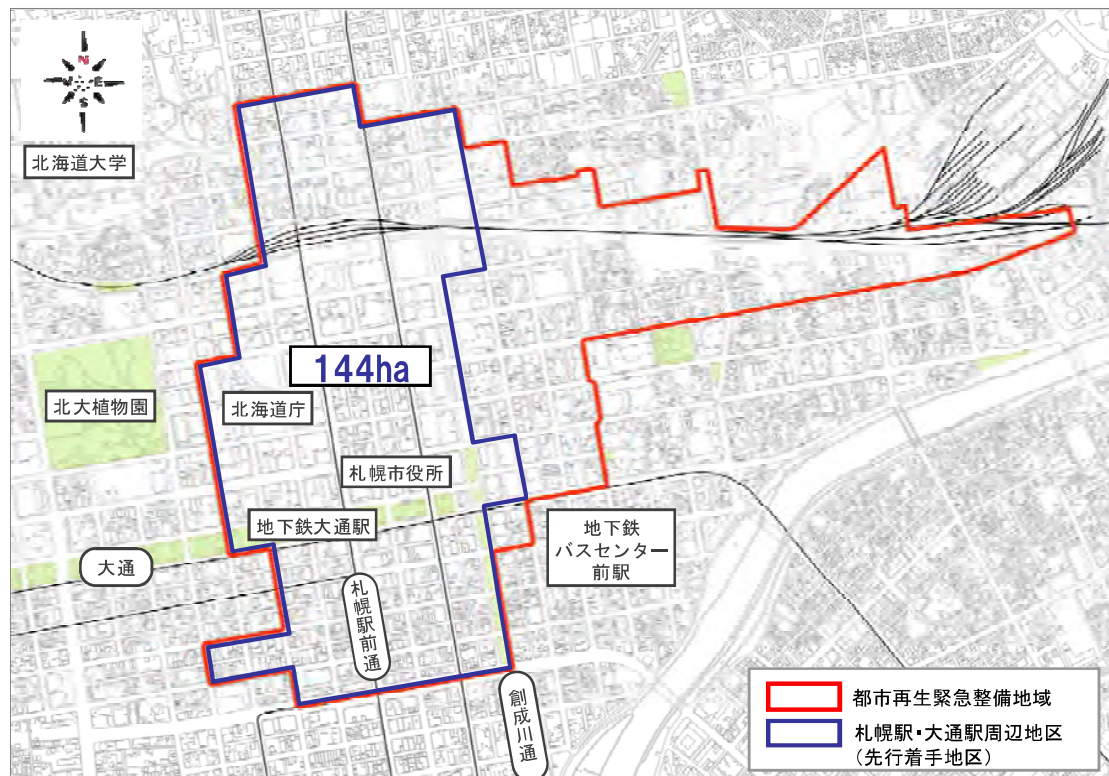 N
W E
S
北海道大学
144ha
北大植物園
北海道庁
札幌市役所
地下鉄大通駅
地下鉄
バスセンター
前駅
大通
札幌駅前通
創成川通
都市再生緊急整備地域
札幌駅・大通駅周辺地区
（先行着手地区）